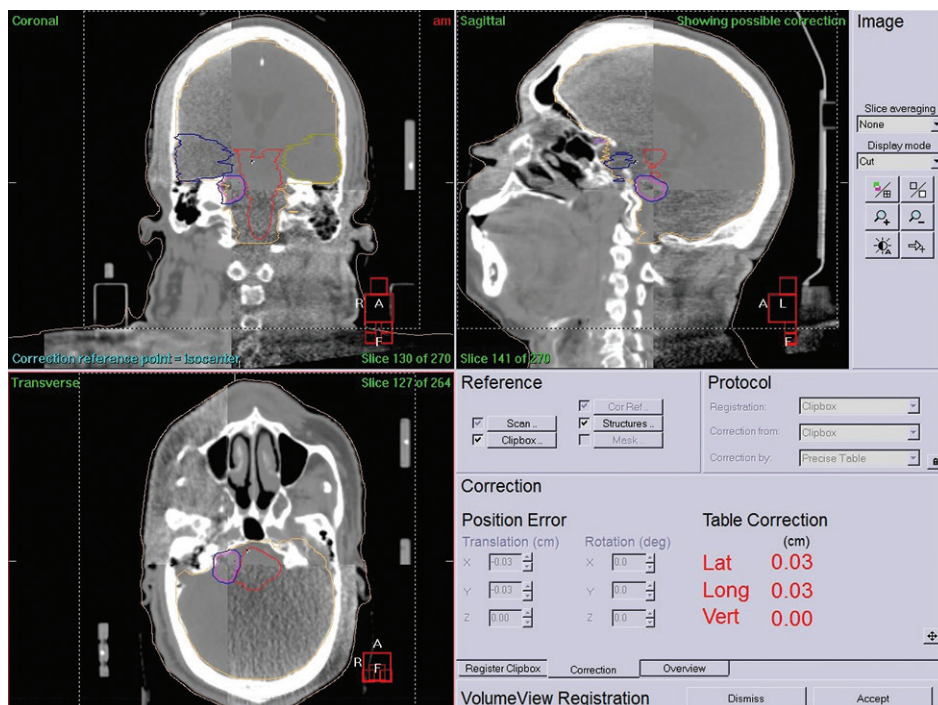 Coronal
am
R
A
F
Correction reference point = isocenter
Slice 130 of 270
Sagittal
Showing possible correction
A
L
F
Slice 141 of 270
Image
Slice averaging
None
Display mode
Cut
Transverse
Slice 127 of 264
A
R
F
Reference
Scan ..
Clipbox ..
Cor Ref ..
Structures ..
Mask ..
Protocol
Registration: Clipbox
Correction from: Clipbox
Correction by: Precise Table
Correction
Position Error
Translation (cm) Rotation (deg)
X -0.03 X 0.0
Y -0.03 Y 0.0
Z 0.00 Z 0.0
Table Correction
(cm)
Lat 0.03
Long 0.03
Vert 0.00
Register Clipbox Correction Overview
VolumeView Registration Dismiss Accept